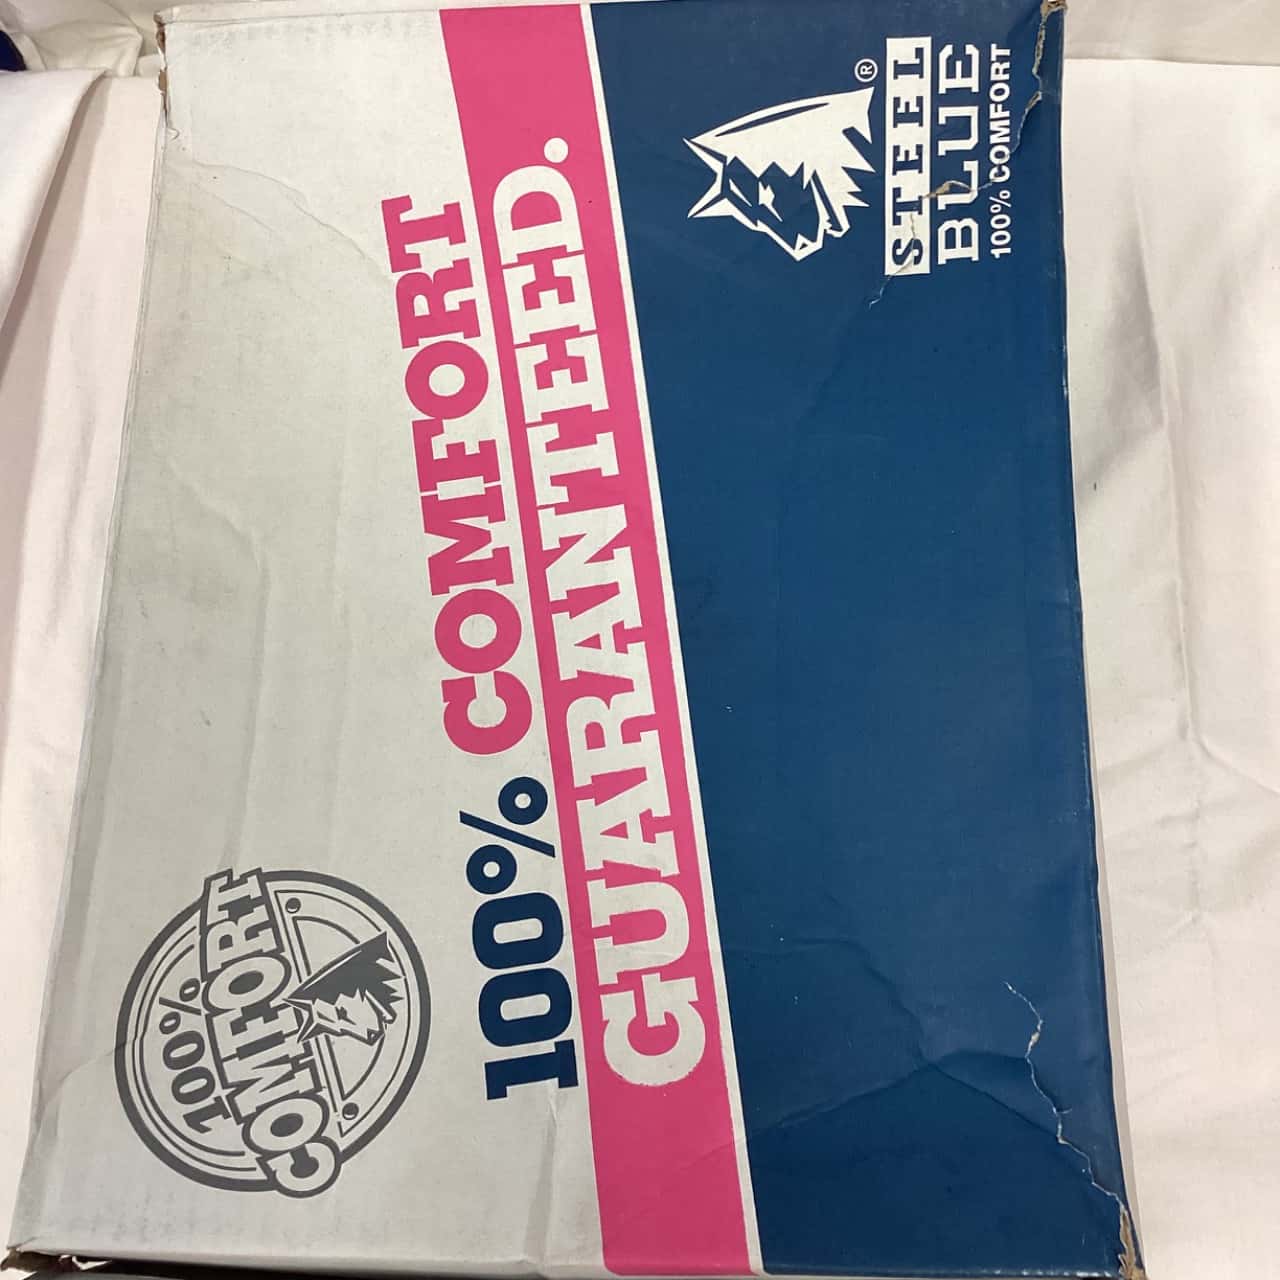 100% COMFORT
GUARANTEED.
STEEL
BLUE
®
100% COMFORT
100%
COMFORT